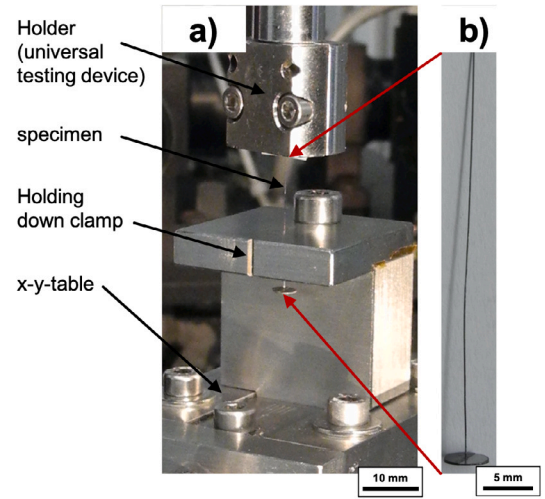 a)
b)
Holder
(universal
testing device)
specimen
Holding
down clamp
x-y-table
10 mm
5 mm